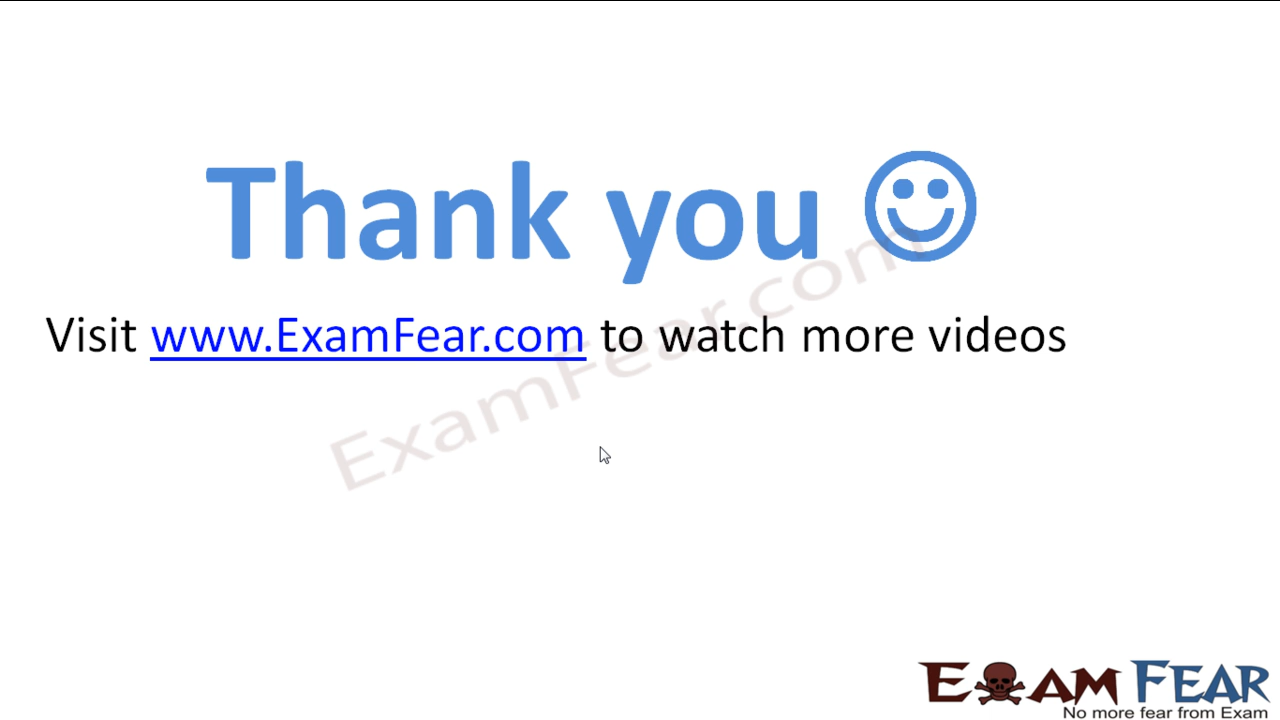 Thank you ☺
Visit www.ExamFear.com to watch more videos
ExamFear.com
EXAM FEAR
No more fear from Exam